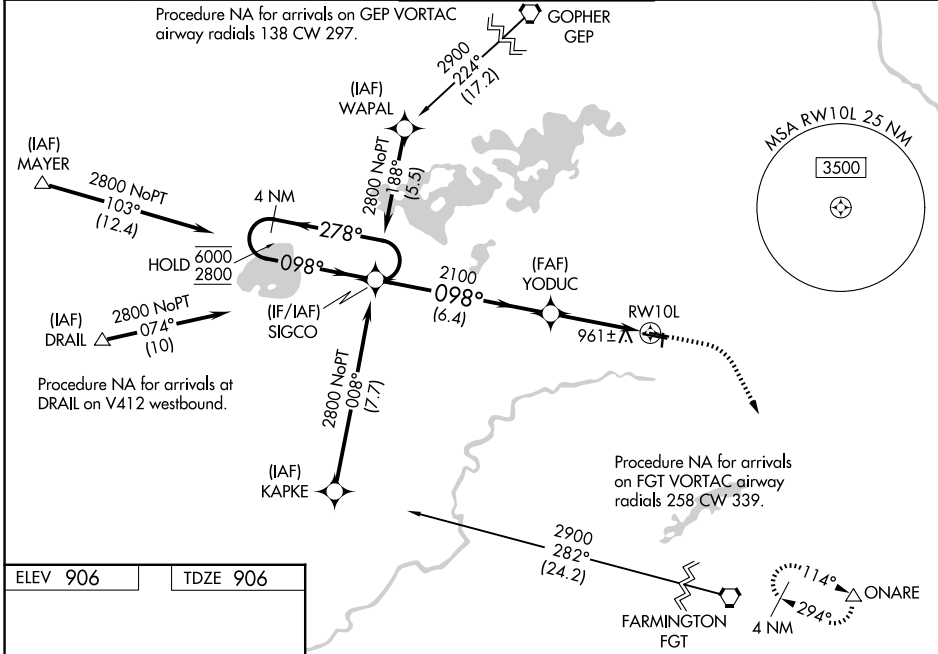 Procedure NA for arrivals on GEP VORTAC
airway radials 138 CW 297.
GOPHER
GEP
2900
224°
(17.2)
(IAF)
WAPAL
(IAF)
MAYER
2800 NoPT
103°
(12.4)
4 NM
2800 NoPT
188°
(5.5)
MSA RW10L 25 NM
3500
278°
HOLD
6000
2800
098°
2100
098°
(6.4)
(FAF)
YODUC
(IF/IAF)
SIGCO
RW10L
961±
(IAF)
DRAIL
2800 NoPT
074°
(10)
Procedure NA for arrivals at
DRAIL on V412 westbound.
2800 NoPT
008°
(7.7)
(IAF)
KAPKE
Procedure NA for arrivals
on FGT VORTAC airway
radials 258 CW 339.
2900
282°
(24.2)
FARMINGTON
FGT
114°
294°
4 NM
ONARE
ELEV 906
TDZE 906